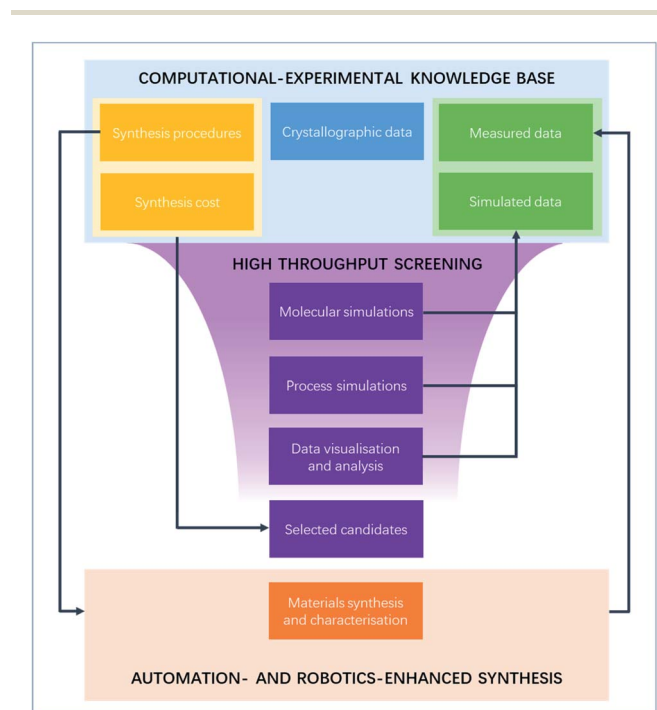 COMPUTATIONAL-EXPERIMENTAL KNOWLEDGE BASE
Synthesis procedures
Crystallographic data
Measured data
Synthesis cost
Simulated data
HIGH THROUGHPUT SCREENING
Molecular simulations
Process simulations
Data visualisation
and analysis
Selected candidates
Materials synthesis
and characterisation
AUTOMATION- AND ROBOTICS-ENHANCED SYNTHESIS